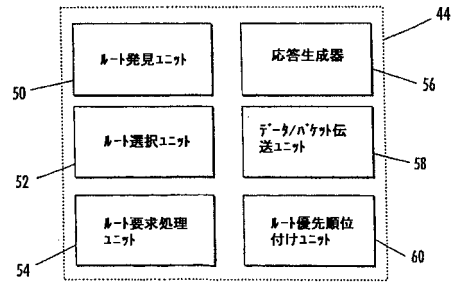 44
ルート発見ユニット
50
応答生成器
56
ルート選択ユニット
52
データ/パケット伝
送ユニット
58
ルート要求処理
ユニット
54
ルート優先順位
付けユニット
60